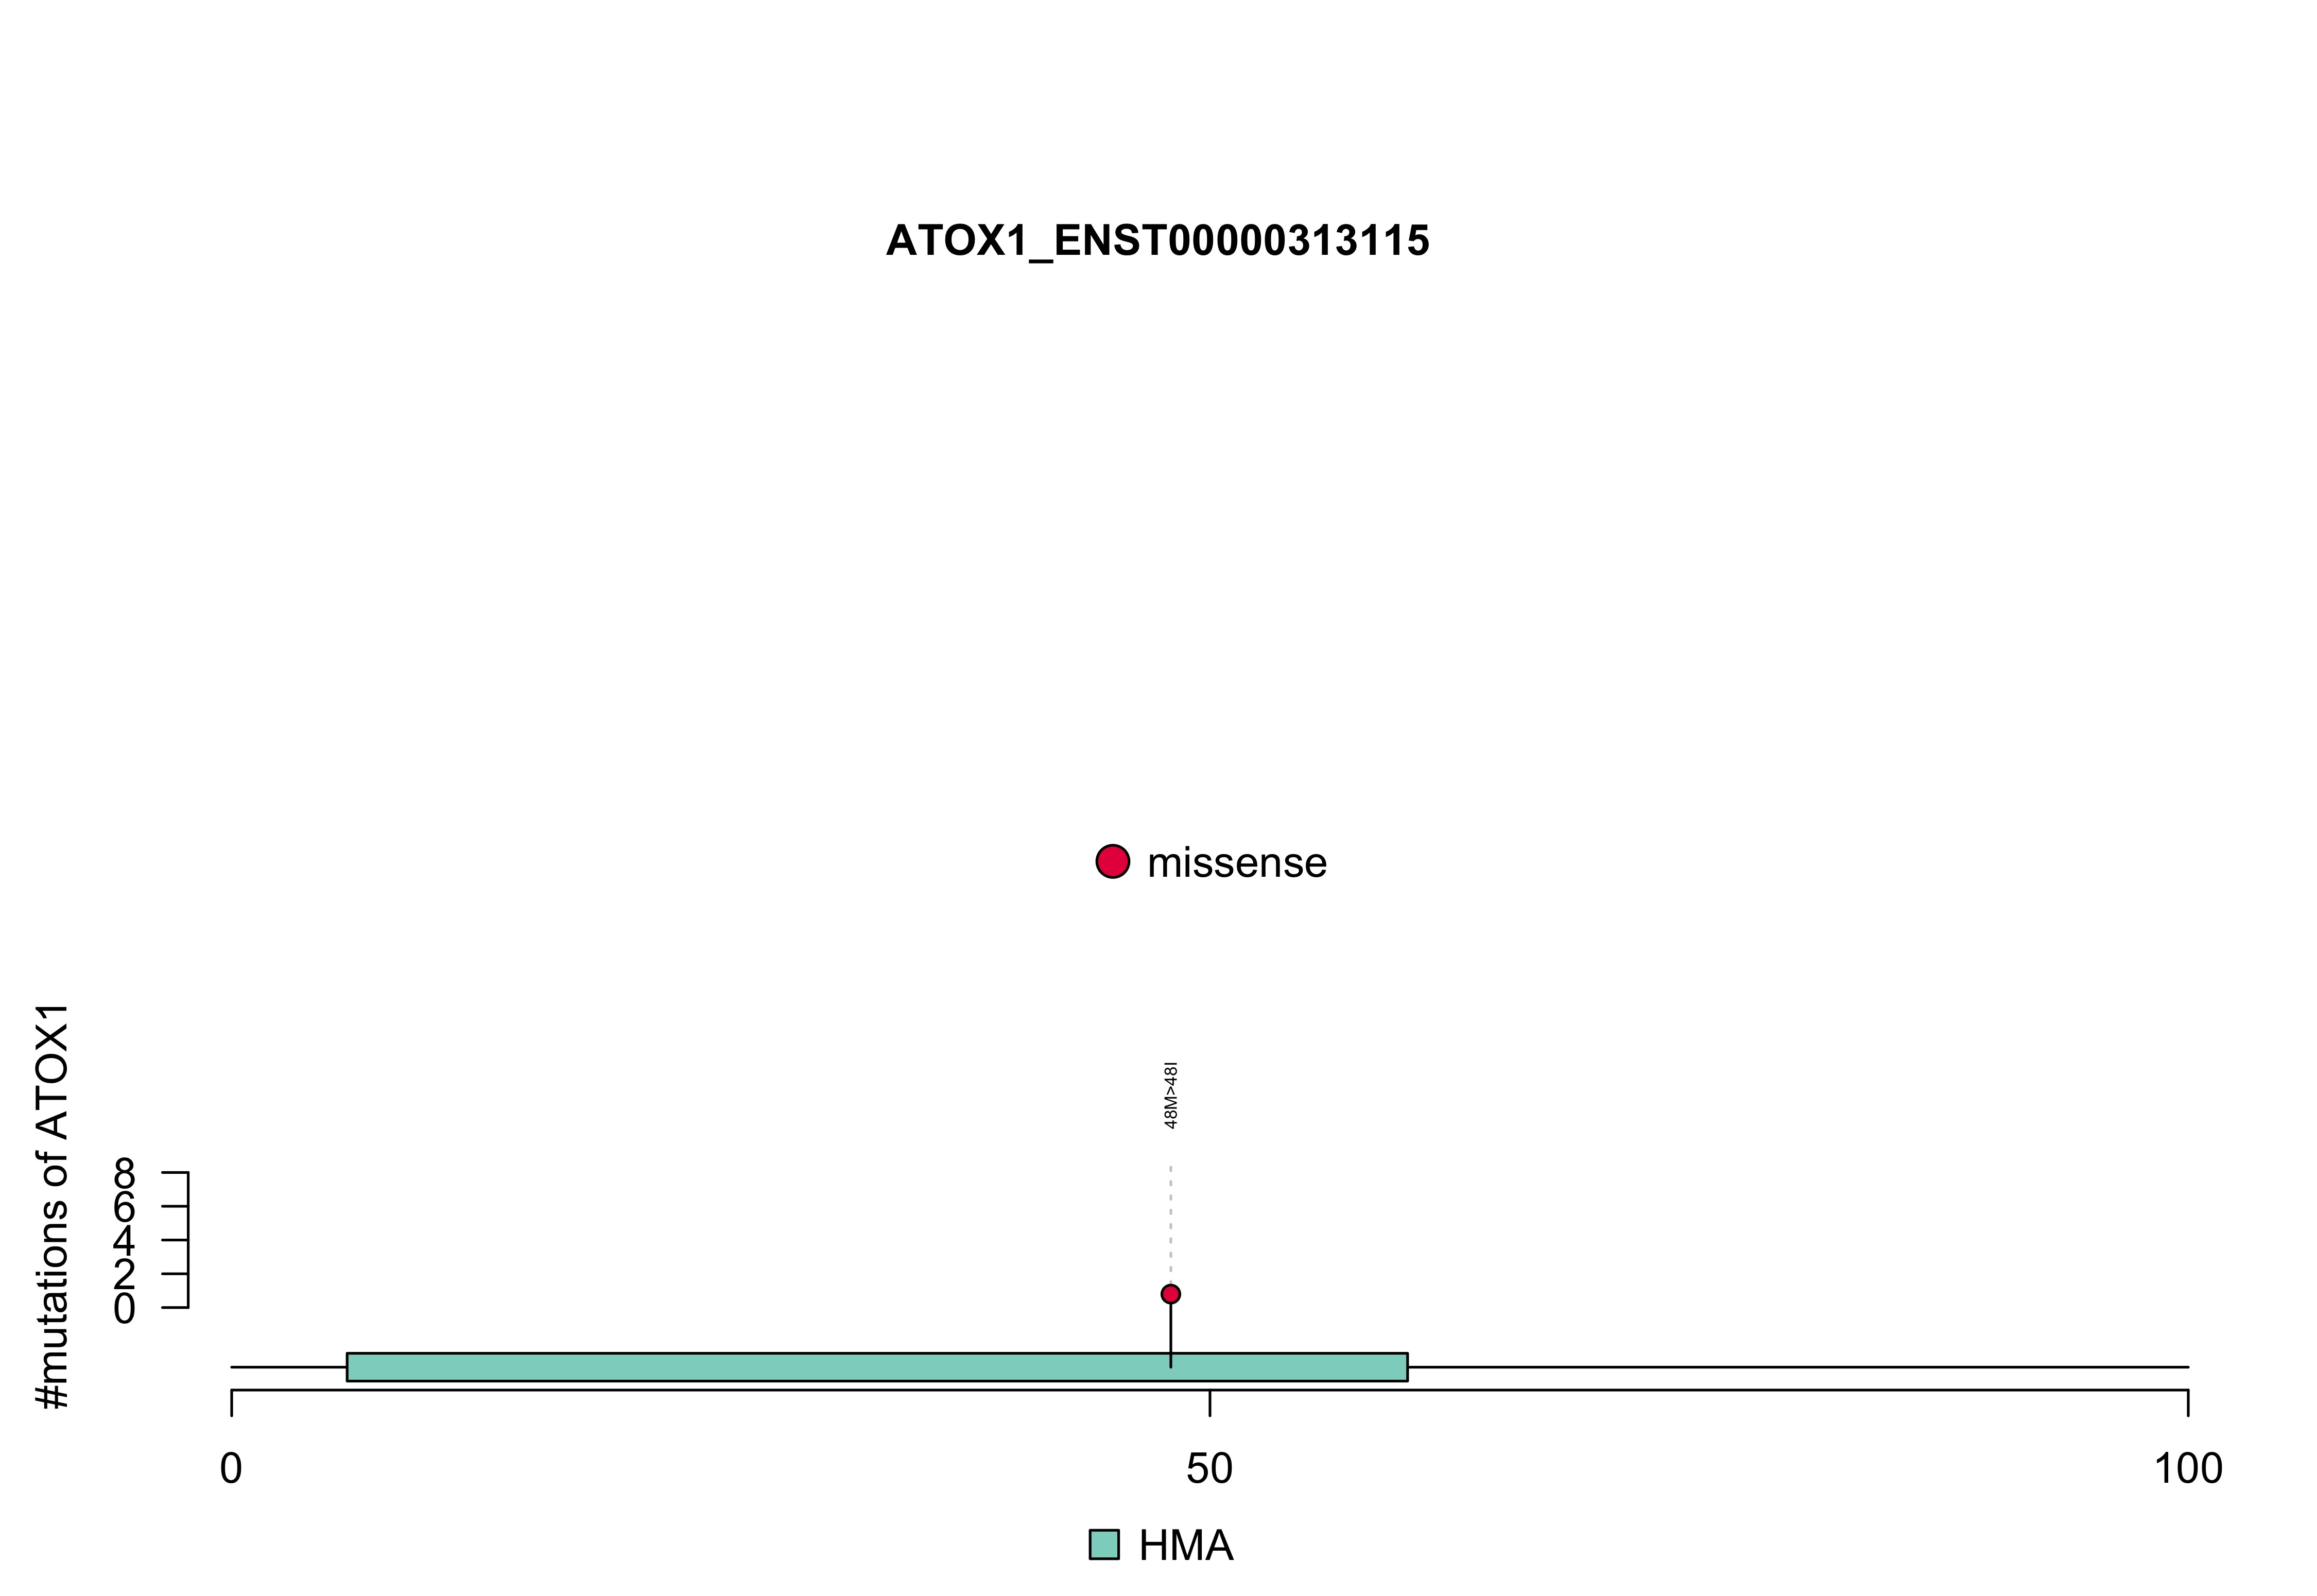 ATOX1_ENST00000313115
missense
#mutations of ATOX1
48M>48I
8
6
4
2
0
0 50 100
HMA